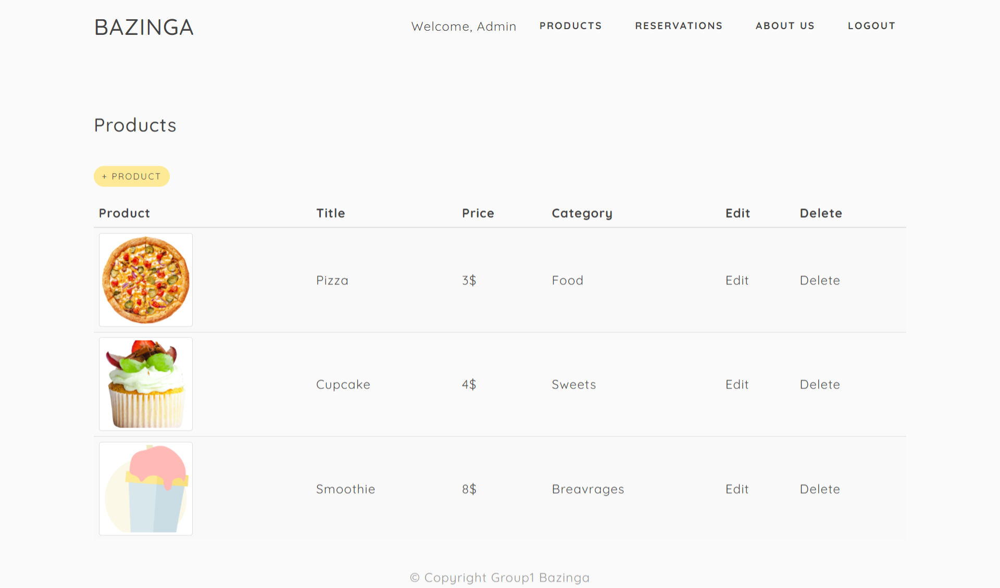 BAZINGA
Welcome, Admin PRODUCTS RESERVATIONS ABOUT US LOGOUT
Products
+ PRODUCT
Product Title Price Category Edit Delete
Pizza 3$ Food Edit Delete
Cupcake 4$ Sweets Edit Delete
Smoothie 8$ Breavrages Edit Delete
© Copyright Group1 Bazinga